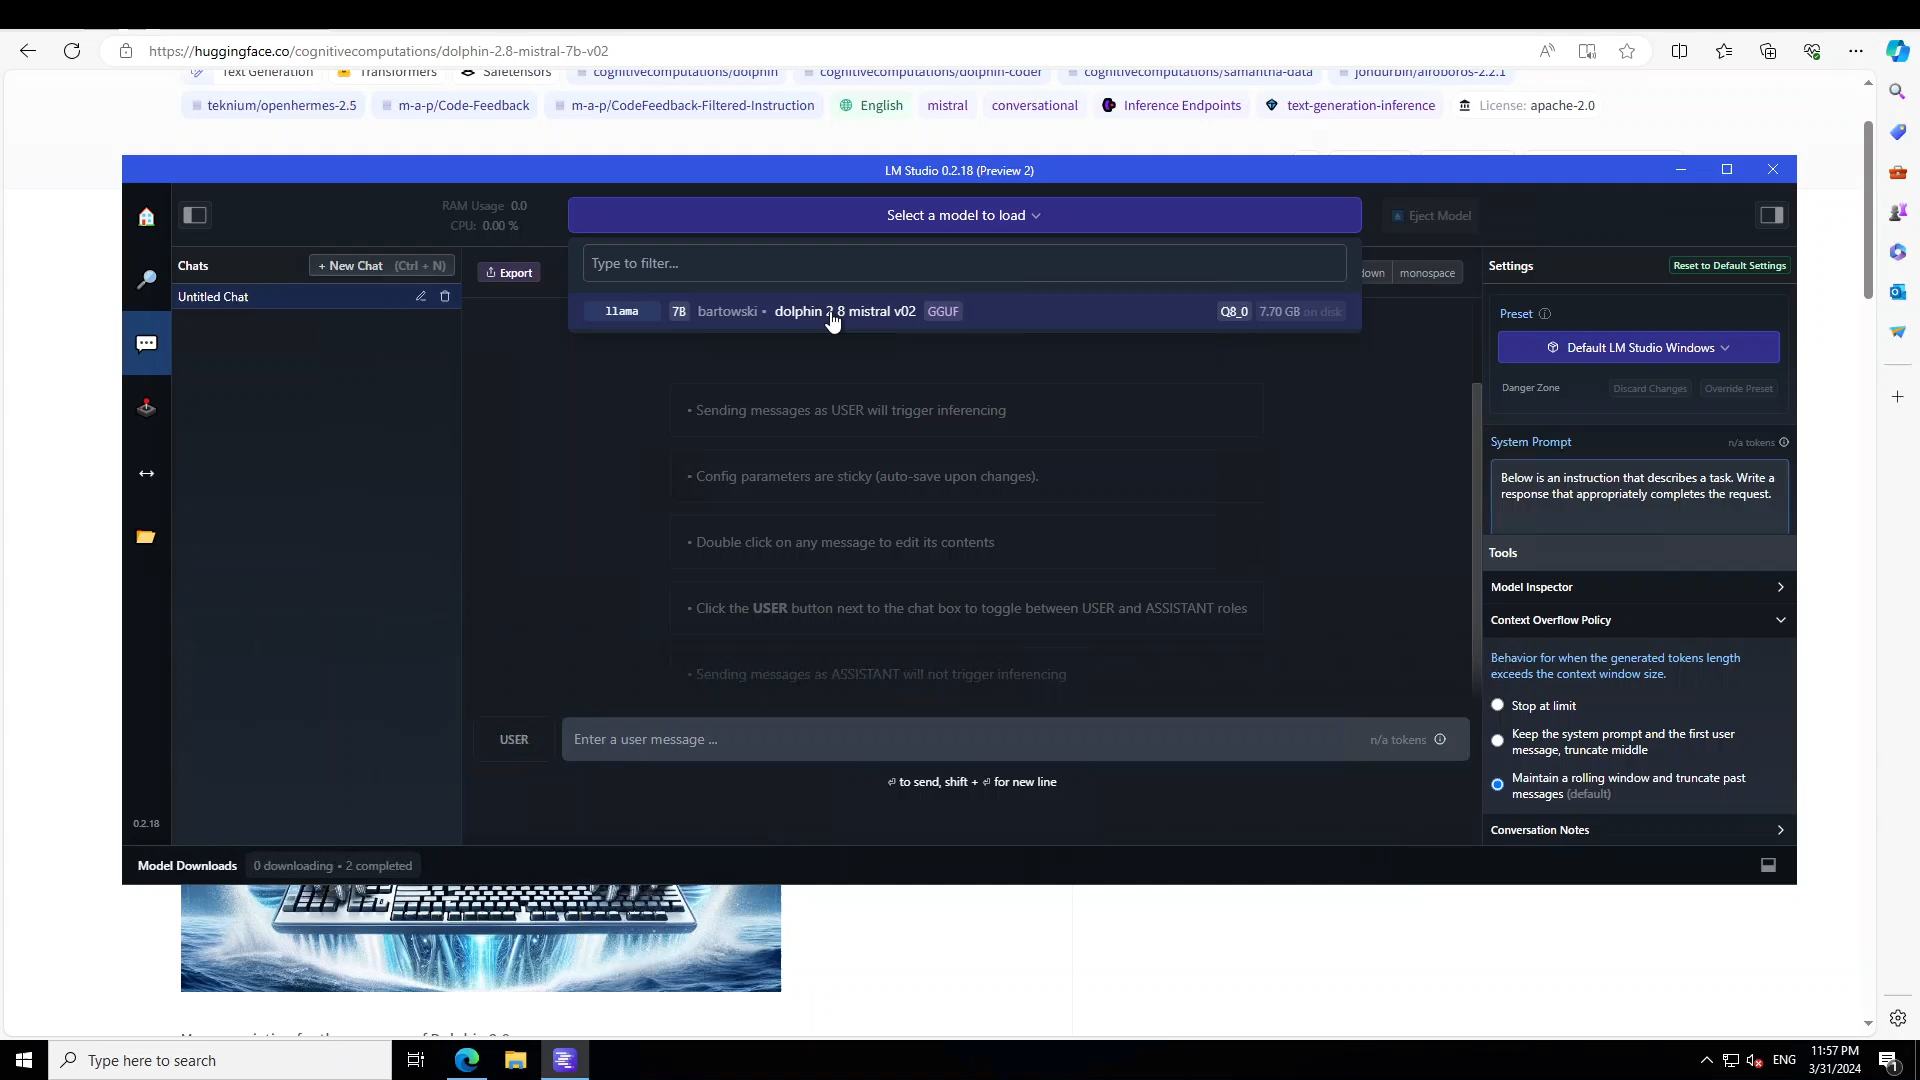 https://huggingface.co/cognitivecomputations/dolphin-2.8-mistral-7b-v02
Text Generation Transformers Safetensors cognitivecomputations/dolphin cognitivecomputations/dolphin-coder cognitivecomputations/samantha-data jondurbin/airoboros-2.2.1
teknium/openhermes-2.5 m-a-p/Code-Feedback m-a-p/CodeFeedback-Filtered-Instruction English mistral conversational Inference Endpoints text-generation-inference License: apache-2.0
LM Studio 0.2.18 (Preview 2)
RAM Usage 0.0
CPU: 0.00 %
Select a model to load
Eject Model
Chats
+ New Chat (Ctrl + N)
Export
Type to filter...
down monospace
Settings
Reset to Default Settings
Untitled Chat
llama 7B bartowski • dolphin 2 8 mistral v02 GGUF Q8_0 7.70 GB on disk
Preset
Default LM Studio Windows
Danger Zone Discard Changes Override Preset
• Sending messages as USER will trigger inferencing
System Prompt n/a tokens
• Config parameters are sticky (auto-save upon changes).
Below is an instruction that describes a task. Write a
response that appropriately completes the request.
• Double click on any message to edit its contents
Tools
Model Inspector
• Click the USER button next to the chat box to toggle between USER and ASSISTANT roles
Context Overflow Policy
Behavior for when the generated tokens length
exceeds the context window size.
• Sending messages as ASSISTANT will not trigger inferencing
Stop at limit
Keep the system prompt and the first user
message, truncate middle
USER
Enter a user message ...
n/a tokens
Maintain a rolling window and truncate past
messages (default)
⏎ to send, shift + ⏎ for new line
0.2.18
Conversation Notes
Model Downloads 0 downloading • 2 completed
Type here to search
ENG
11:57 PM
3/31/2024
1